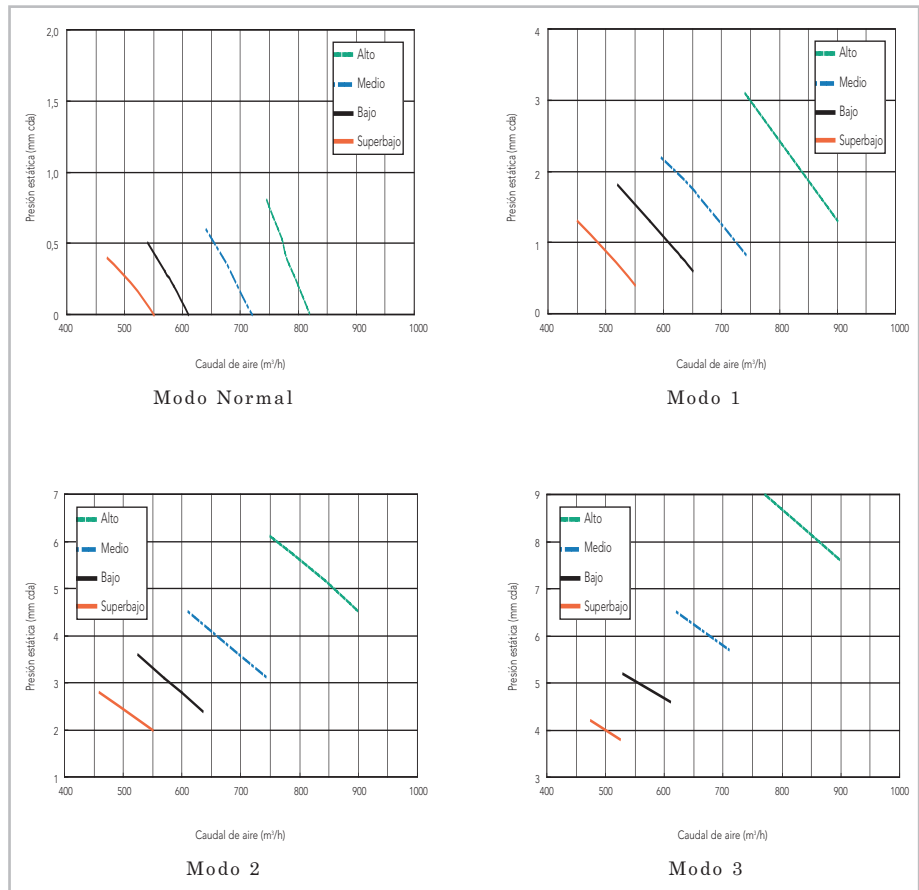 2,0
1,5
1,0
0,5
0
400 500 600 700 800 900 1000
Presión estática (mm cda)
Alto
Medio
Bajo
Superbajo
Caudal de aire (m³/h)
Modo Normal
4
3
2
1
0
400 500 600 700 800 900 1000
Presión estática (mm cda)
Alto
Medio
Bajo
Superbajo
Caudal de aire (m³/h)
Modo 1
7
6
5
4
3
2
1
400 500 600 700 800 900 1000
Presión estática (mm cda)
Alto
Medio
Bajo
Superbajo
Caudal de aire (m³/h)
Modo 2
9
8
7
6
5
4
3
400 500 600 700 800 900 1000
Presión estática (mm cda)
Alto
Medio
Bajo
Superbajo
Caudal de aire (m³/h)
Modo 3